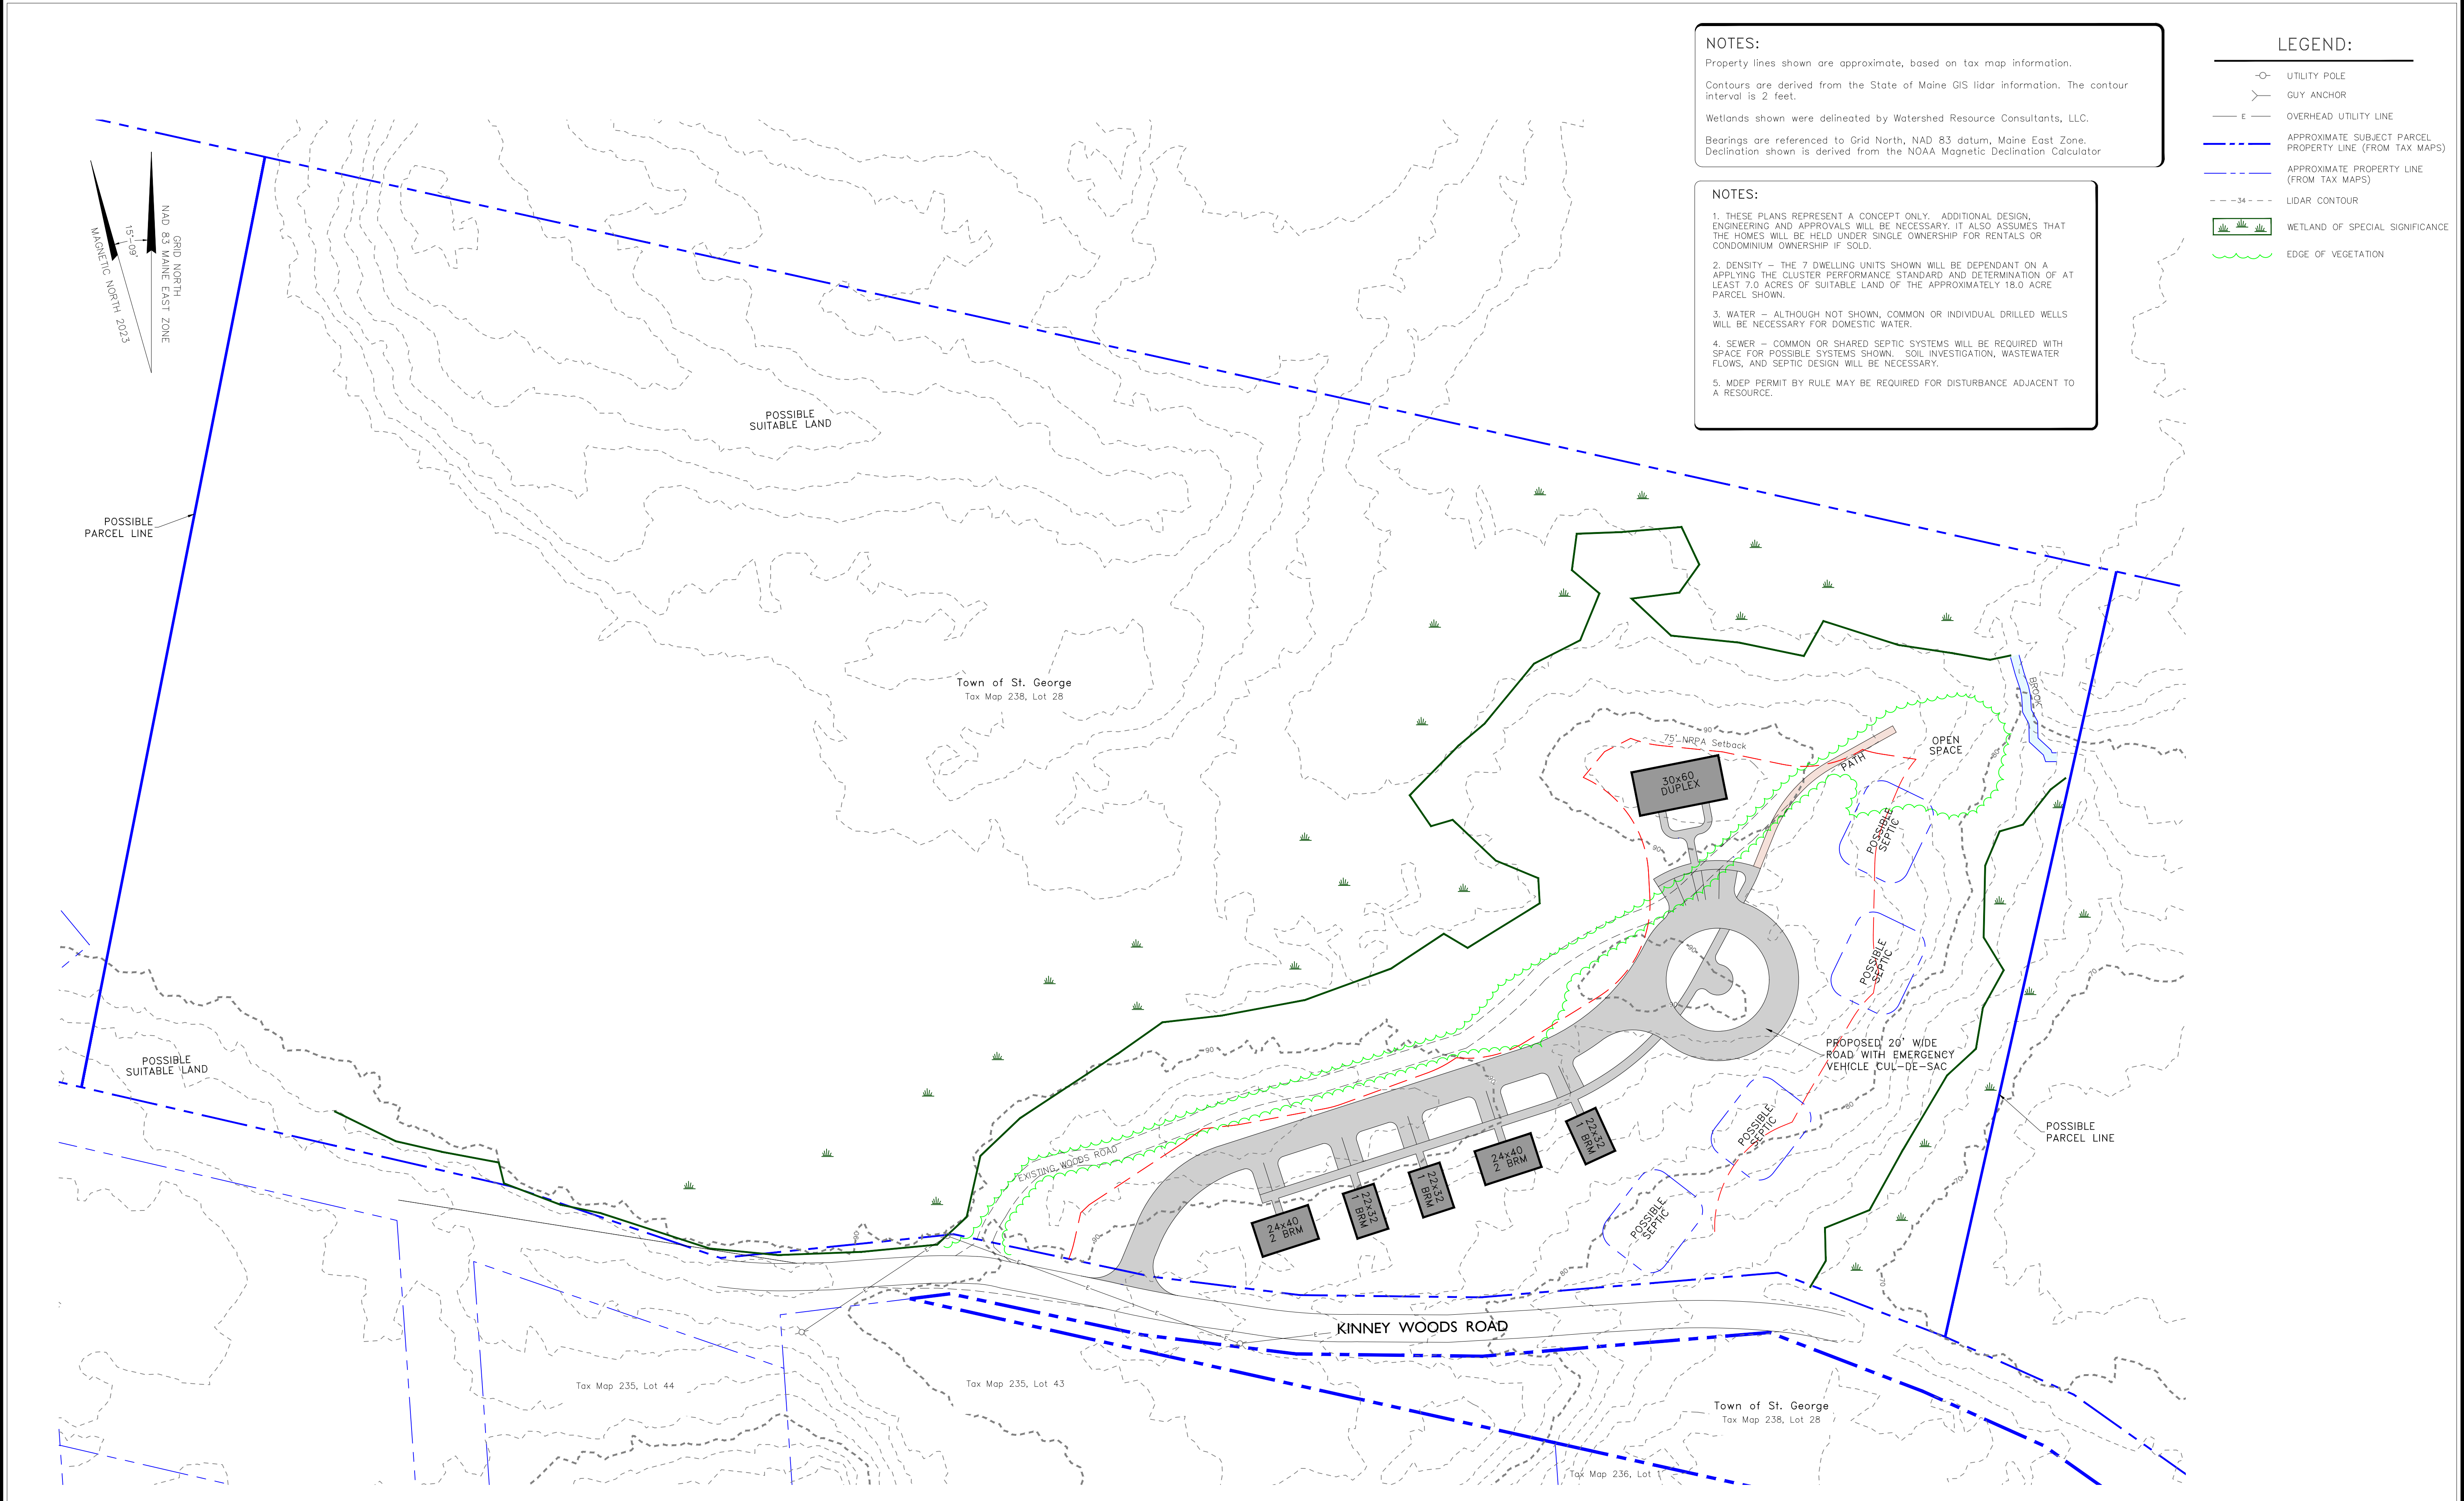 NOTES:
Property lines shown are approximate, based on tax map information.
Contours are derived from the State of Maine GIS lidar information. The contour
interval is 2 feet.
Wetlands shown were delineated by Watershed Resource Consultants, LLC.
Bearings are referenced to Grid North, NAD 83 datum, Maine East Zone.
Declination shown is derived from the NOAA Magnetic Declination Calculator
NOTES:
1. THESE PLANS REPRESENT A CONCEPT ONLY. ADDITIONAL DESIGN,
ENGINEERING AND APPROVALS WILL BE NECESSARY. IT ALSO ASSUMES THAT
THE HOMES WILL BE HELD UNDER SINGLE OWNERSHIP FOR RENTALS OR
CONDOMINIUM OWNERSHIP IF SOLD.
2. DENSITY – THE 7 DWELLING UNITS SHOWN WILL BE DEPENDANT ON A
APPLYING THE CLUSTER PERFORMANCE STANDARD AND DETERMINATION OF AT
LEAST 7.0 ACRES OF SUITABLE LAND OF THE APPROXIMATELY 18.0 ACRE
PARCEL SHOWN.
3. WATER – ALTHOUGH NOT SHOWN, COMMON OR INDIVIDUAL DRILLED WELLS
WILL BE NECESSARY FOR DOMESTIC WATER.
4. SEWER – COMMON OR SHARED SEPTIC SYSTEMS WILL BE REQUIRED WITH
SPACE FOR POSSIBLE SYSTEMS SHOWN. SOIL INVESTIGATION, WASTEWATER
FLOWS, AND SEPTIC DESIGN WILL BE NECESSARY.
5. MDEP PERMIT BY RULE MAY BE REQUIRED FOR DISTURBANCE ADJACENT TO
A RESOURCE.
LEGEND:
UTILITY POLE
GUY ANCHOR
E
OVERHEAD UTILITY LINE
APPROXIMATE SUBJECT PARCEL
PROPERTY LINE (FROM TAX MAPS)
APPROXIMATE PROPERTY LINE
(FROM TAX MAPS)
34
LIDAR CONTOUR
WETLAND OF SPECIAL SIGNIFICANCE
EDGE OF VEGETATION
GRID NORTH
NAD 83 MAINE EAST ZONE
15°-09'
MAGNETIC NORTH 2023
POSSIBLE
SUITABLE LAND
POSSIBLE
PARCEL LINE
Town of St. George
Tax Map 238, Lot 28
BROOK
90
75' NRPA Setback
OPEN
SPACE
PATH
80
30x60
DUPLEX
90
POSSIBLE
SEPTIC
90
POSSIBLE
SEPTIC
70
90
PROPOSED 20' WIDE
ROAD WITH EMERGENCY
VEHICLE CUL-DE-SAC
POSSIBLE
SUITABLE LAND
90
90
80
POSSIBLE
SEPTIC
POSSIBLE
PARCEL LINE
22x32
1 BRM
24x40
2 BRM
22x32
1 BRM
22x32
1 BRM
24x40
2 BRM
EXISTING WOODS ROAD
70
POSSIBLE
SEPTIC
90
90
80
70
E
E
E
E
KINNEY WOODS ROAD
Tax Map 235, Lot 44
Tax Map 235, Lot 43
Town of St. George
Tax Map 238, Lot 28
Tax Map 236, Lot 1